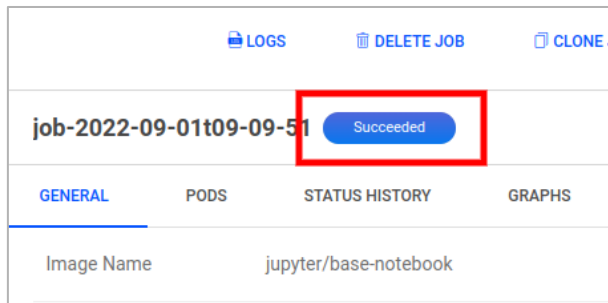 LOGS DELETE JOB CLONE
job-2022-09-01t09-09-51 Succeeded
GENERAL PODS STATUS HISTORY GRAPHS
Image Name jupyter/base-notebook